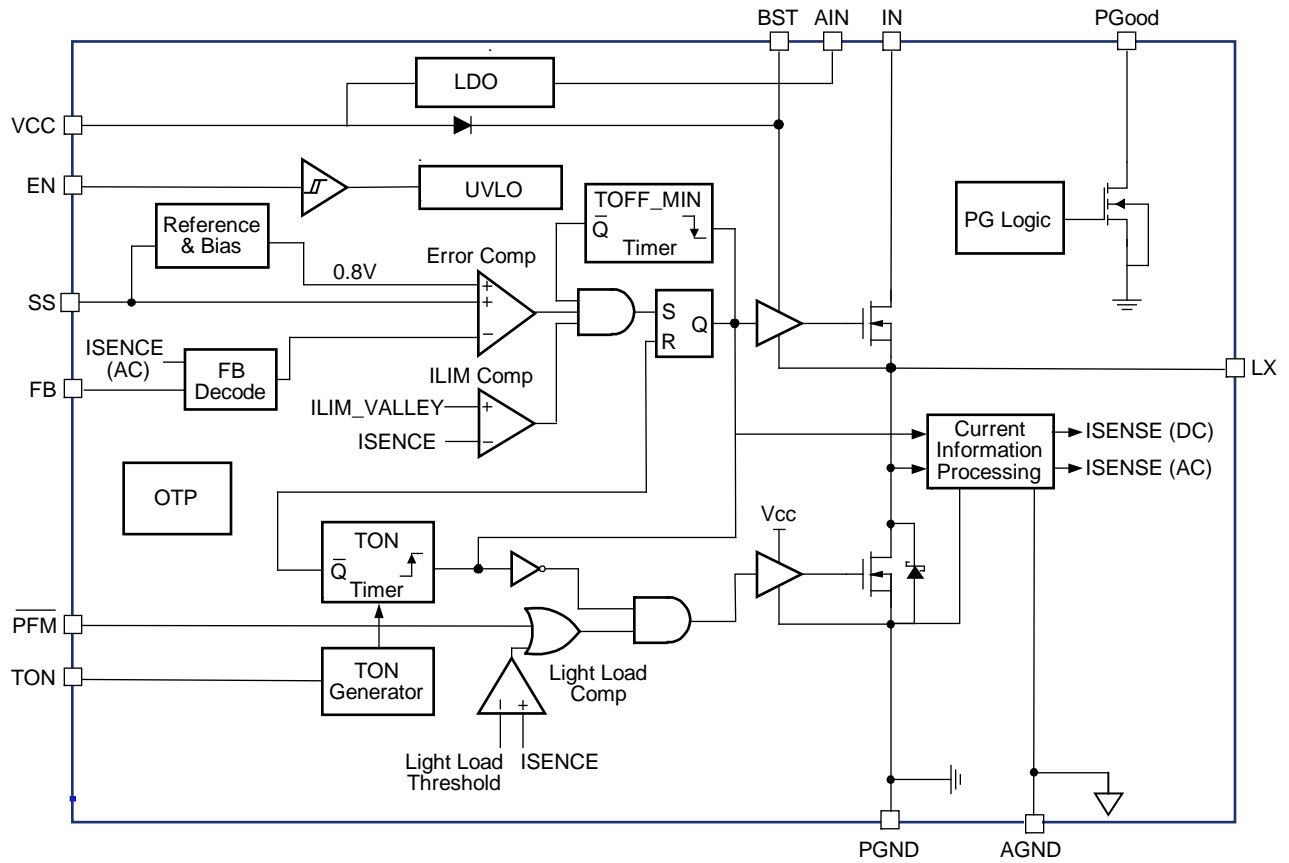 BST AIN IN PGood
LDO
VCC
EN
UVLO
TOFF_MIN
Q̅
Timer
Reference
& Bias
PG Logic
Error Comp
0.8V
SS
+
+
−
S
Q
R
ISENCE
(AC)
FB
Decode
FB
LX
ILIM Comp
ILIM_VALLEY
+
ISENCE
−
Current
Information
Processing
ISENSE (DC)
ISENSE (AC)
OTP
Vcc
TON
Q̅
Timer
P̅F̅M̅
TON
TON
Generator
Light Load
Comp
− +
Light Load
Threshold
ISENCE
PGND AGND